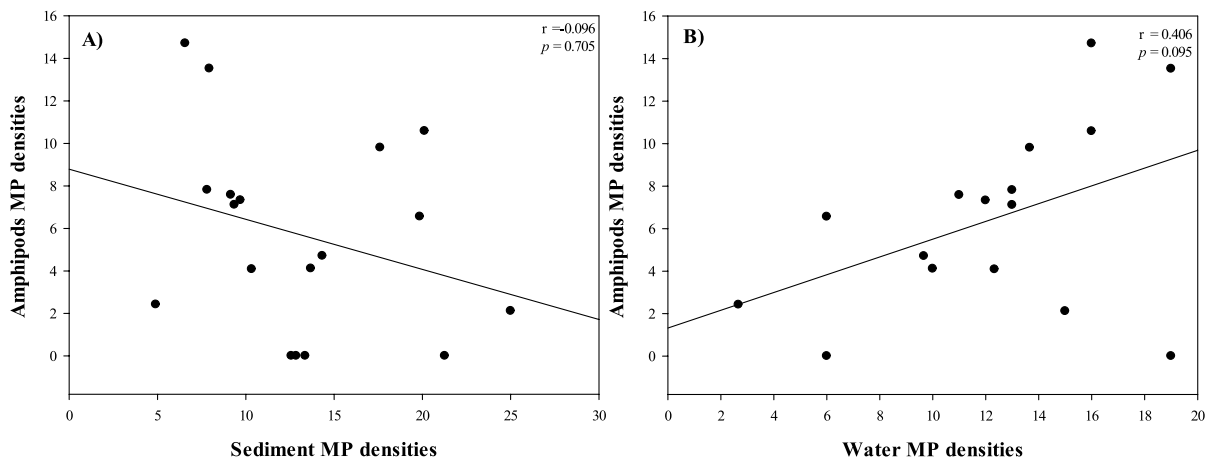 A)
r =-0.096
p = 0.705
16
14
12
10
8
6
4
2
0
Amphipods MP densities
0 5 10 15 20 25 30
Sediment MP densities
B)
r = 0.406
p = 0.095
16
14
12
10
8
6
4
2
0
Amphipods MP densities
0 2 4 6 8 10 12 14 16 18 20
Water MP densities